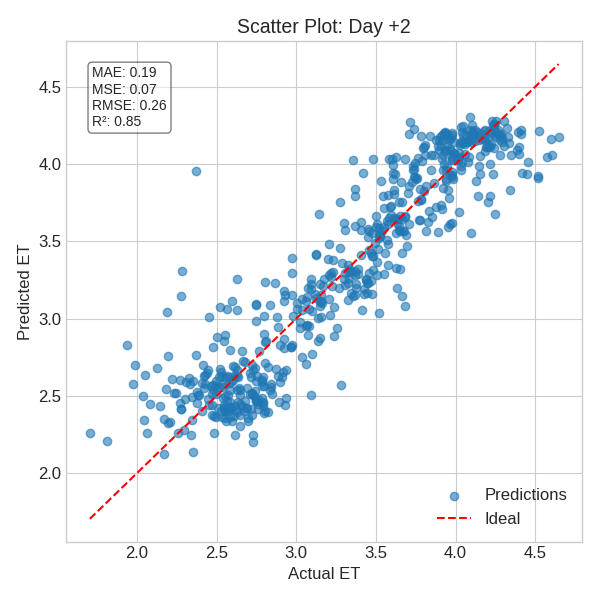 Scatter Plot: Day +2
MAE: 0.19
MSE: 0.07
RMSE: 0.26
R²: 0.85
4.5
4.0
3.5
3.0
2.5
2.0
Predicted ET
Predictions
Ideal
2.0 2.5 3.0 3.5 4.0 4.5
Actual ET